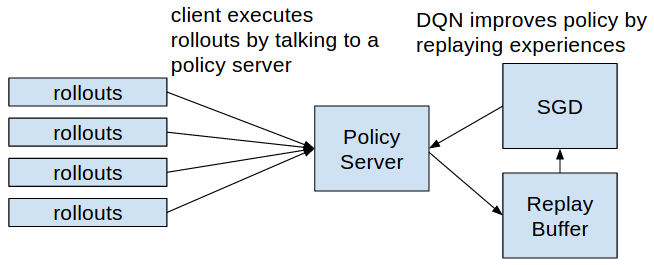 client executes
rollouts by talking to a
policy server
DQN improves policy by
replaying experiences
rollouts
rollouts
rollouts
rollouts
Policy
Server
SGD
Replay
Buffer